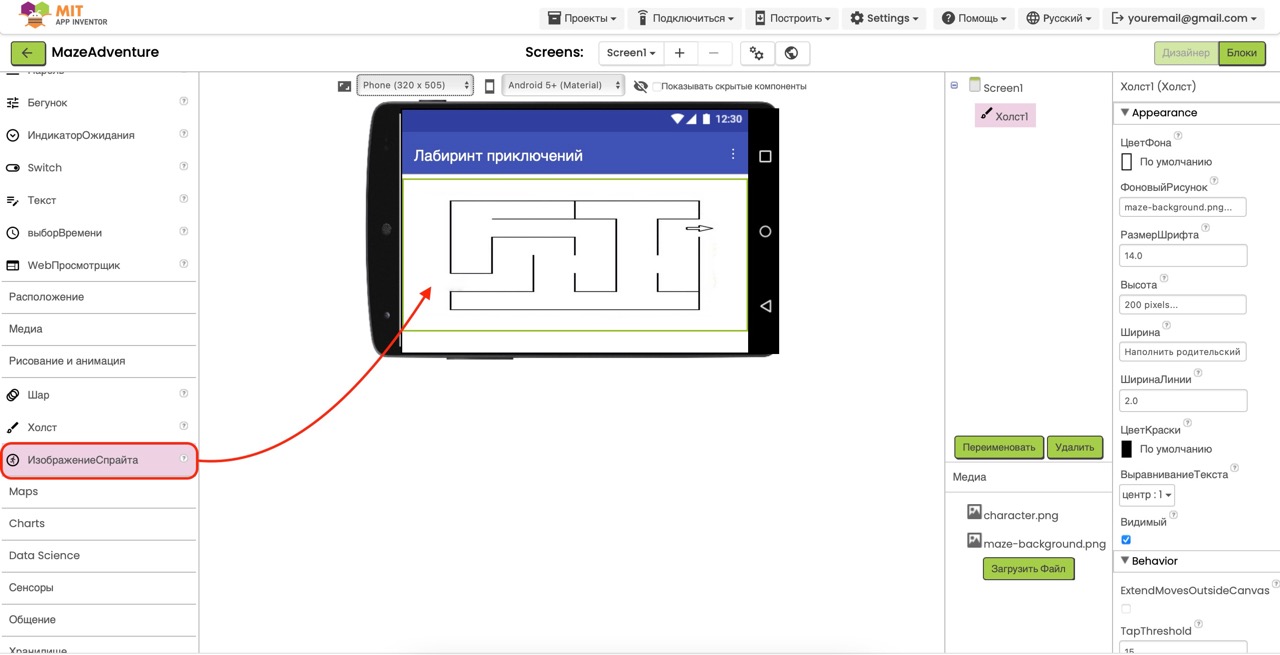 MIT
APP INVENTOR
Проекты
Подключиться
Построить
Settings
Помощь
Русский
youremail@gmail.com
MazeAdventure
Screens:
Screen1
Дизайнер
Блоки
Пароль
Бегунок
ИндикаторОжидания
Switch
Текст
выборВремени
WebПросмотрщик
Расположение
Медиа
Рисование и анимация
Шар
Холст
ИзображениеСпрайта
Maps
Charts
Data Science
Сенсоры
Общение
Хранилище
Phone (320 x 505)
Android 5+ (Material)
Показывать скрытые компоненты
12:30
Лабиринт приключений
Screen1
Холст1
Переименовать
Удалить
Медиа
character.png
maze-background.png
Загрузить Файл
Холст1 (Холст)
Appearance
ЦветФона
По умолчанию
ФоновыйРисунок
maze-background.png...
РазмерШрифта
14.0
Высота
200 pixels...
Ширина
Наполнить родительский
ШиринаЛинии
2.0
ЦветКраски
По умолчанию
ВыравниваниеТекста
центр : 1
Видимый
Behavior
ExtendMovesOutsideCanvas
TapThreshold
15